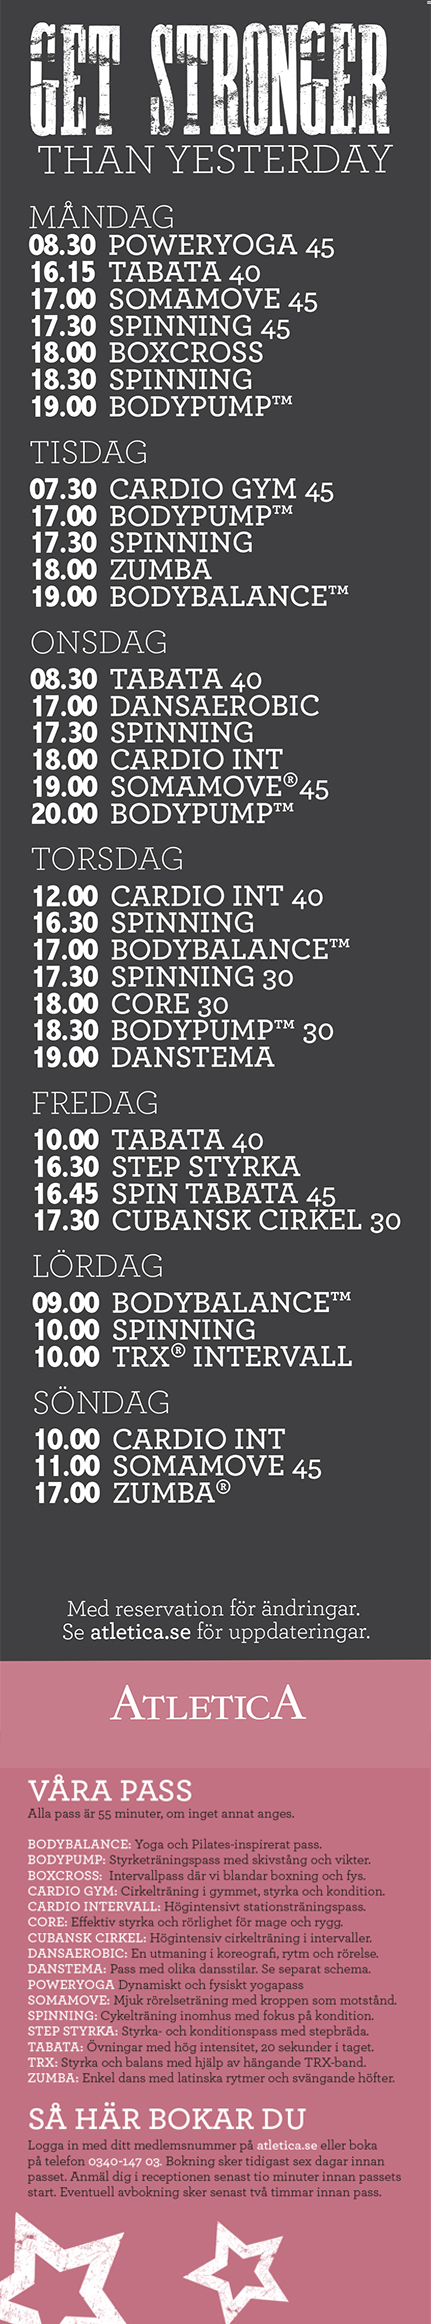 GET STRONGER
THAN YESTERDAY
MÅNDAG
08.30 POWERYOGA 45
16.15 TABATA 40
17.00 SOMAMOVE 45
17.30 SPINNING 45
18.00 BOXCROSS
18.30 SPINNING
19.00 BODYPUMP™
TISDAG
07.30 CARDIO GYM 45
17.00 BODYPUMP™
17.30 SPINNING
18.00 ZUMBA
19.00 BODYBALANCE™
ONSDAG
08.30 TABATA 40
17.00 DANSAEROBIC
17.30 SPINNING
18.00 CARDIO INT
19.00 SOMAMOVE® 45
20.00 BODYPUMP™
TORSDAG
12.00 CARDIO INT 40
16.30 SPINNING
17.00 BODYBALANCE™
17.30 SPINNING 30
18.00 CORE 30
18.30 BODYPUMP™ 30
19.00 DANSTEMA
FREDAG
10.00 TABATA 40
16.30 STEP STYRKA
16.45 SPIN TABATA 45
17.30 CUBANSK CIRKEL 30
LÖRDAG
09.00 BODYBALANCE™
10.00 SPINNING
10.00 TRX® INTERVALL
SÖNDAG
10.00 CARDIO INT
11.00 SOMAMOVE 45
17.00 ZUMBA®
Med reservation för ändringar.
Se atletica.se för uppdateringar.
ATLETICA
VÅRA PASS
Alla pass är 55 minuter, om inget annat anges.
BODYBALANCE: Yoga och Pilates-inspirerat pass.
BODYPUMP: Styrketräningspass med skivstång och vikter.
BOXCROSS: Intervallpass där vi blandar boxning och fys.
CARDIO GYM: Cirkelträning i gymmet, styrka och kondition.
CARDIO INTERVALL: Högintensivt stationsträningspass.
CORE: Effektiv styrka och rörlighet för mage och rygg.
CUBANSK CIRKEL: Högintensiv cirkelträning i intervaller.
DANSAEROBIC: En utmaning i koreografi, rytm och rörelse.
DANSTEMA: Pass med olika dansstilar. Se separat schema.
POWERYOGA Dynamiskt och fysiskt yogapass
SOMAMOVE: Mjuk rörelseträning med kroppen som motstånd.
SPINNING: Cykelträning inomhus med fokus på kondition.
STEP STYRKA: Styrka- och konditionspass med stepbräda.
TABATA: Övningar med hög intensitet, 20 sekunder i taget.
TRX: Styrka och balans med hjälp av hängande TRX-band.
ZUMBA: Enkel dans med latinska rytmer och svängande höfter.
SÅ HÄR BOKAR DU
Logga in med ditt medlemsnummer på atletica.se eller boka
på telefon 0340-147 03. Bokning sker tidigast sex dagar innan
passet. Anmäl dig i receptionen senast tio minuter innan passets
start. Eventuell avbokning sker senast två timmar innan pass.